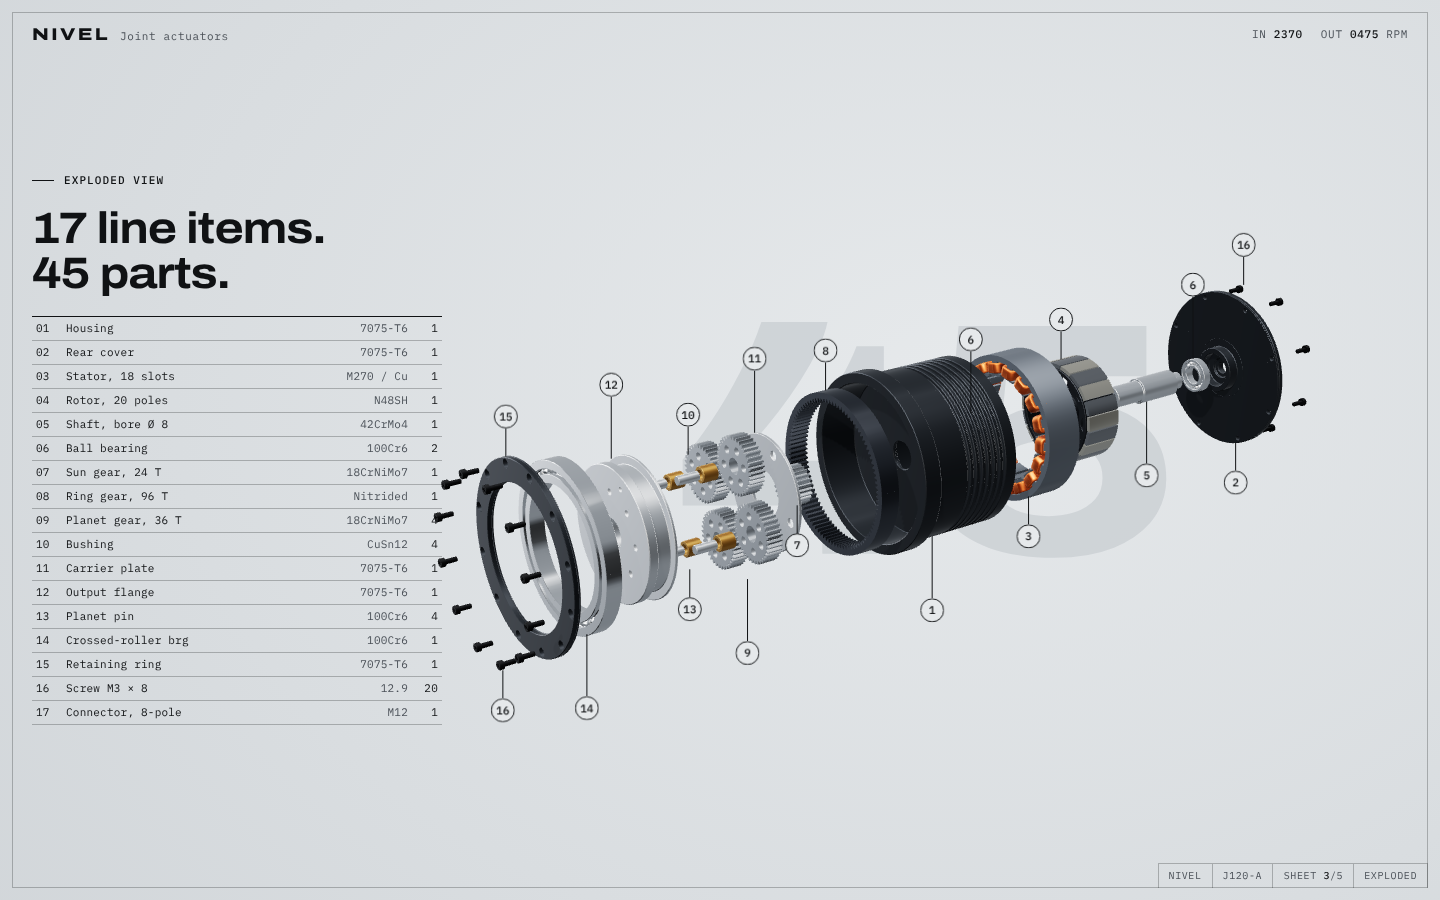 NIVEL Joint actuators
IN 2370 OUT 0475 RPM
EXPLODED VIEW
17 line items.
45 parts.
01 Housing 7075-T6 1
02 Rear cover 7075-T6 1
03 Stator, 18 slots M270 / Cu 1
04 Rotor, 20 poles N48SH 1
05 Shaft, bore Ø 8 42CrMo4 1
06 Ball bearing 100Cr6 2
07 Sun gear, 24 T 18CrNiMo7 1
08 Ring gear, 96 T Nitrided 1
09 Planet gear, 36 T 18CrNiMo7 4
10 Bushing CuSn12 4
11 Carrier plate 7075-T6 1
12 Output flange 7075-T6 1
13 Planet pin 100Cr6 4
14 Crossed-roller brg 100Cr6 1
15 Retaining ring 7075-T6 1
16 Screw M3 × 8 12.9 20
17 Connector, 8-pole M12 1
45
16
6
4
6
8
11
12
10
15
5
2
3
7
1
13
9
14
16
NIVEL J120-A SHEET 3/5 EXPLODED